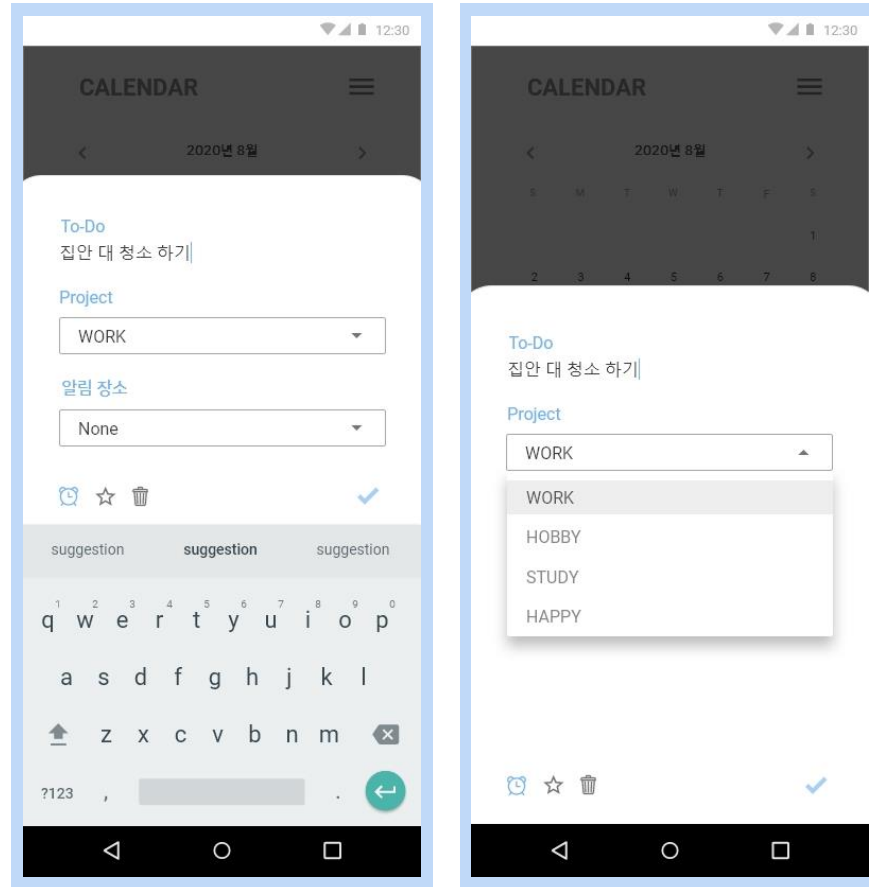 12:30
CALENDAR
2020년 8월
To-Do
집안 대 청소 하기
Project
WORK
알림 장소
None
suggestion suggestion suggestion
1 2 3 4 5 6 7 8 9 0
q w e r t y u i o p
a s d f g h j k l
z x c v b n m
?123 , .
12:30
CALENDAR
2020년 8월
S M T W T F S
1
2 3 4 5 6 7 8
To-Do
집안 대 청소 하기
Project
WORK
WORK
HOBBY
STUDY
HAPPY